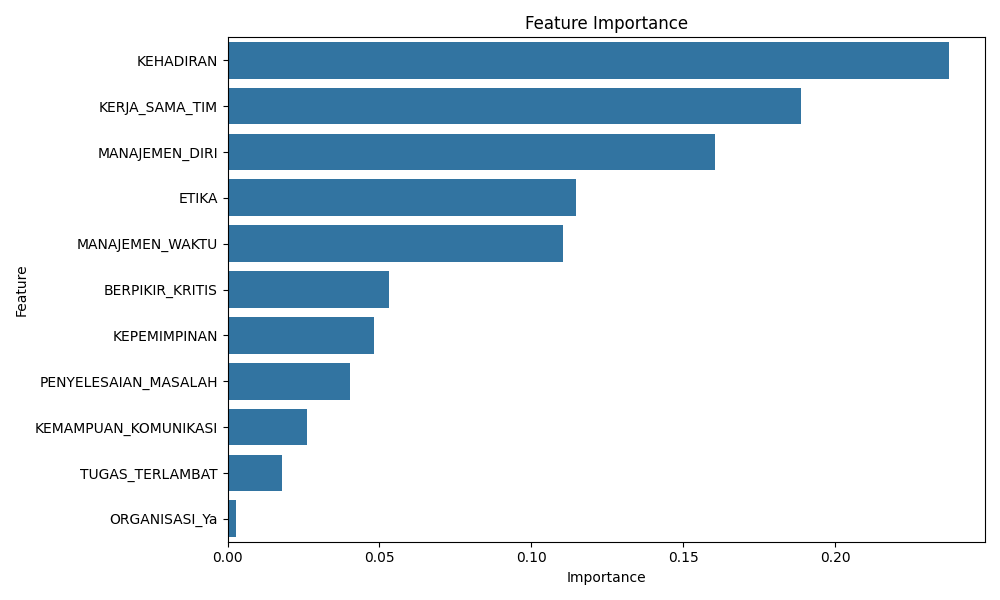 Feature Importance
KEHADIRAN
KERJA_SAMA_TIM
MANAJEMEN_DIRI
ETIKA
MANAJEMEN_WAKTU
BERPIKIR_KRITIS
KEPEMIMPINAN
PENYELESAIAN_MASALAH
KEMAMPUAN_KOMUNIKASI
TUGAS_TERLAMBAT
ORGANISASI_Ya
Feature
0.00 0.05 0.10 0.15 0.20
Importance